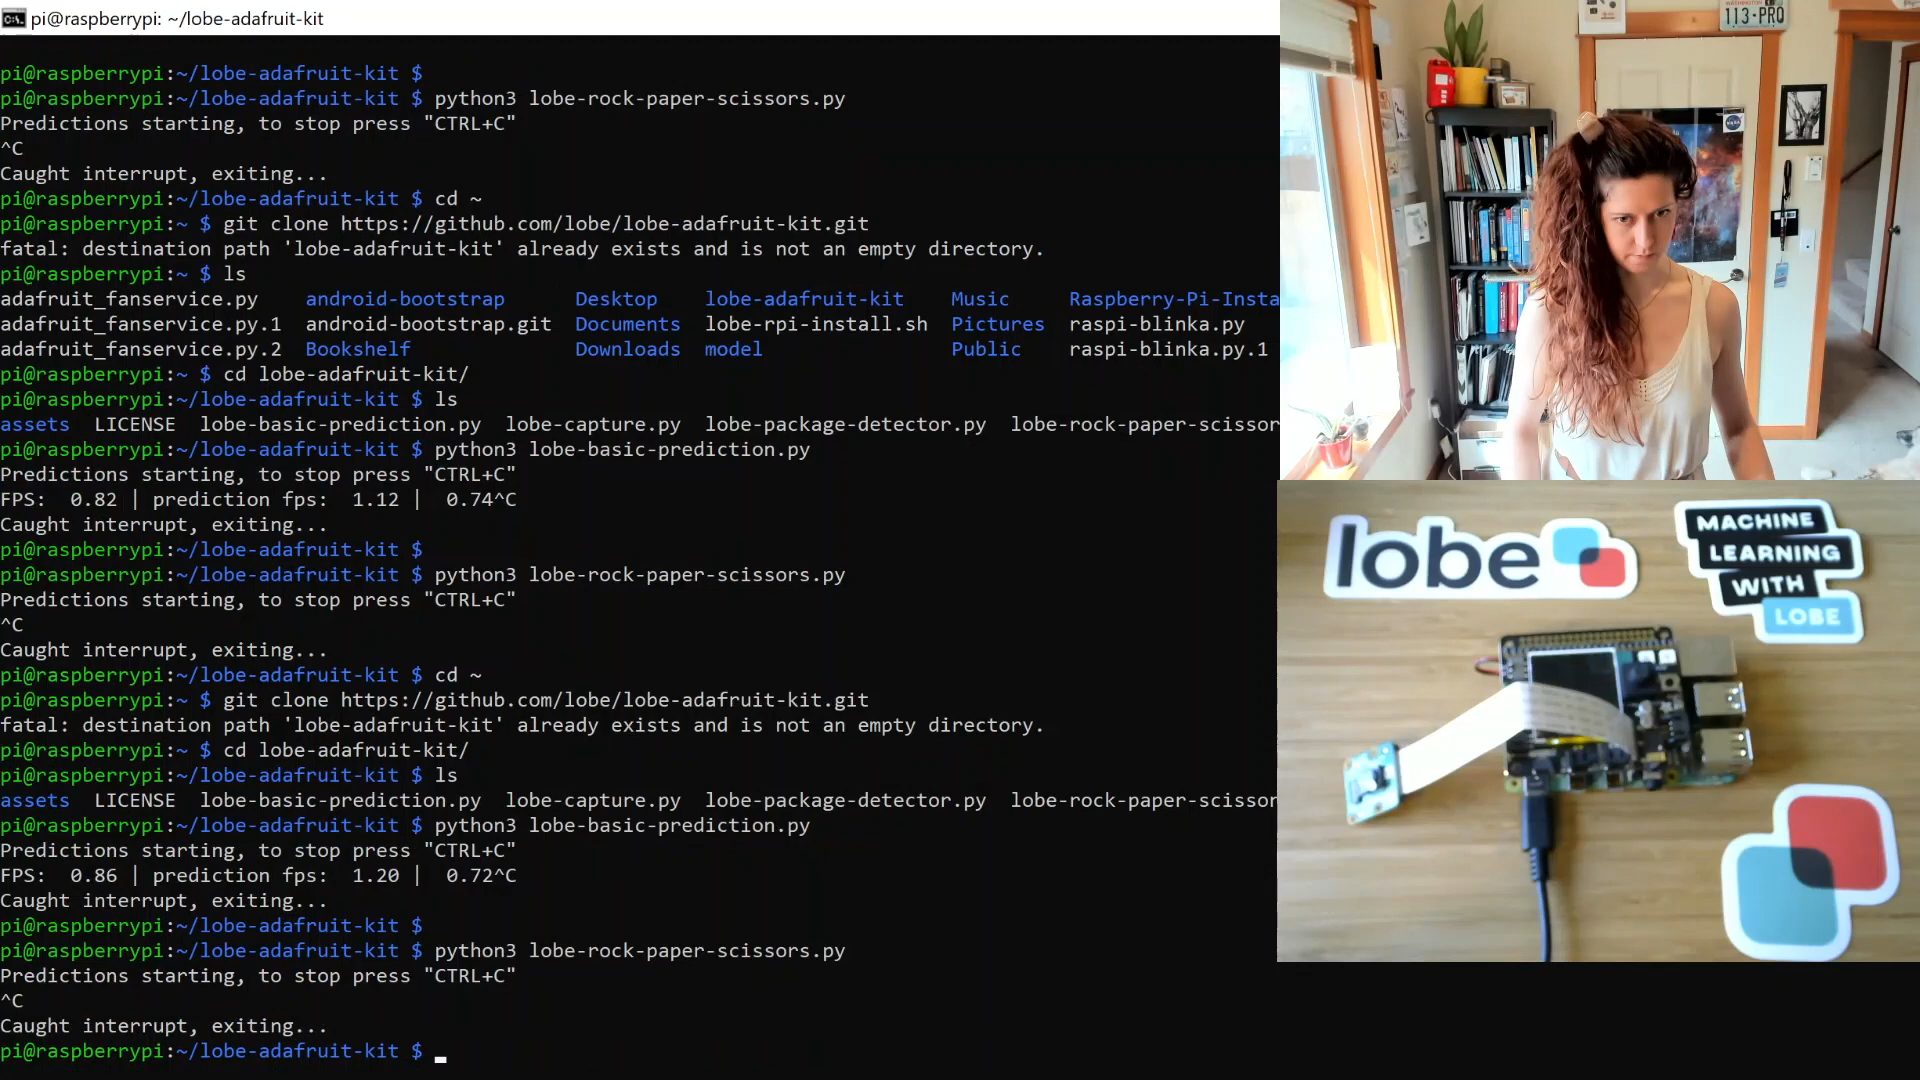 pi@raspberrypi: ~/lobe-adafruit-kit
pi@raspberrypi:~/lobe-adafruit-kit $
pi@raspberrypi:~/lobe-adafruit-kit $ python3 lobe-rock-paper-scissors.py
Predictions starting, to stop press "CTRL+C"
^C
Caught interrupt, exiting...
pi@raspberrypi:~/lobe-adafruit-kit $ cd ~
pi@raspberrypi:~ $ git clone https://github.com/lobe/lobe-adafruit-kit.git
fatal: destination path 'lobe-adafruit-kit' already exists and is not an empty directory.
pi@raspberrypi:~ $ ls
adafruit_fanservice.py android-bootstrap Desktop lobe-adafruit-kit Music Raspberry-Pi-Insta
adafruit_fanservice.py.1 android-bootstrap.git Documents lobe-rpi-install.sh Pictures raspi-blinka.py
adafruit_fanservice.py.2 Bookshelf Downloads model Public raspi-blinka.py.1
pi@raspberrypi:~ $ cd lobe-adafruit-kit/
pi@raspberrypi:~/lobe-adafruit-kit $ ls
assets LICENSE lobe-basic-prediction.py lobe-capture.py lobe-package-detector.py lobe-rock-paper-scissor
pi@raspberrypi:~/lobe-adafruit-kit $ python3 lobe-basic-prediction.py
Predictions starting, to stop press "CTRL+C"
FPS: 0.82 | prediction fps: 1.12 | 0.74^C
Caught interrupt, exiting...
pi@raspberrypi:~/lobe-adafruit-kit $
pi@raspberrypi:~/lobe-adafruit-kit $ python3 lobe-rock-paper-scissors.py
Predictions starting, to stop press "CTRL+C"
^C
Caught interrupt, exiting...
pi@raspberrypi:~/lobe-adafruit-kit $ cd ~
pi@raspberrypi:~ $ git clone https://github.com/lobe/lobe-adafruit-kit.git
fatal: destination path 'lobe-adafruit-kit' already exists and is not an empty directory.
pi@raspberrypi:~ $ cd lobe-adafruit-kit/
pi@raspberrypi:~/lobe-adafruit-kit $ ls
assets LICENSE lobe-basic-prediction.py lobe-capture.py lobe-package-detector.py lobe-rock-paper-scissor
pi@raspberrypi:~/lobe-adafruit-kit $ python3 lobe-basic-prediction.py
Predictions starting, to stop press "CTRL+C"
FPS: 0.86 | prediction fps: 1.20 | 0.72^C
Caught interrupt, exiting...
pi@raspberrypi:~/lobe-adafruit-kit $
pi@raspberrypi:~/lobe-adafruit-kit $ python3 lobe-rock-paper-scissors.py
Predictions starting, to stop press "CTRL+C"
^C
Caught interrupt, exiting...
pi@raspberrypi:~/lobe-adafruit-kit $
113-PRO
lobe
MACHINE
LEARNING
WITH
LOBE